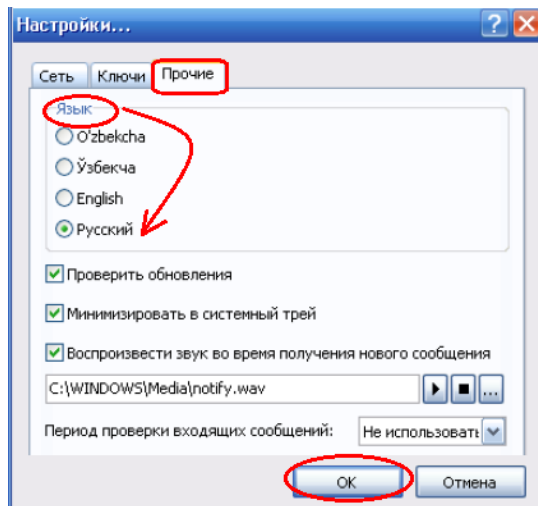 Настройки...
Сеть Ключи Прочие
Язык
O'zbekcha
Ўзбекча
English
Русский
Проверить обновления
Минимизировать в системный трей
Воспроизвести звук во время получения нового сообщения
C:\WINDOWS\Media\notify.wav ...
Период проверки входящих сообщений: Не использовать
OK Отмена